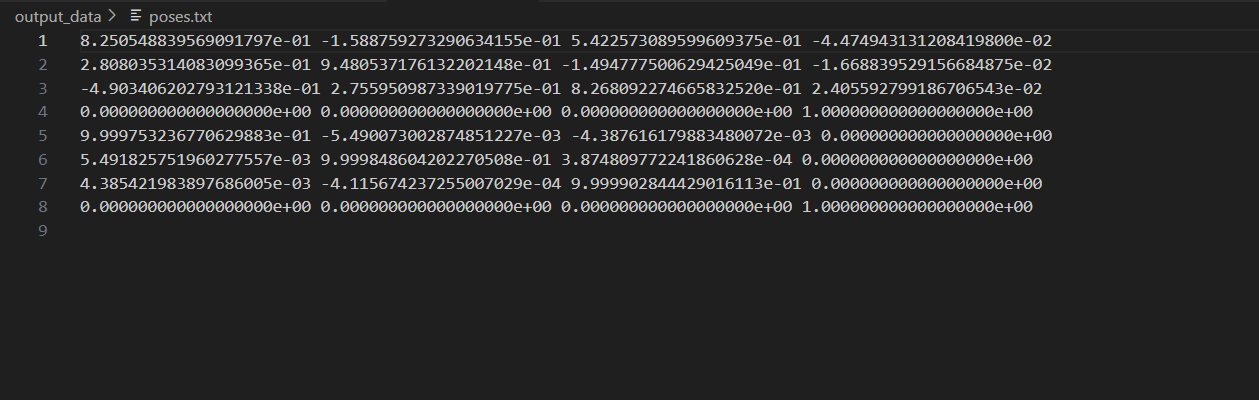 output_data > poses.txt
1 8.250548839569091797e-01 -1.588759273290634155e-01 5.422573089599609375e-01 -4.474943131208419800e-02
2 2.808035314083099365e-01 9.480537176132202148e-01 -1.494777500629425049e-01 -1.668839529156684875e-02
3 -4.903406202793121338e-01 2.755950987339019775e-01 8.268092274665832520e-01 2.405592799186706543e-02
4 0.000000000000000000e+00 0.000000000000000000e+00 0.000000000000000000e+00 1.000000000000000000e+00
5 9.999753236770629883e-01 -5.490073002874851227e-03 -4.387616179883480072e-03 0.000000000000000000e+00
6 5.491825751960277557e-03 9.999848604202270508e-01 3.874809772241860628e-04 0.000000000000000000e+00
7 4.385421983897686005e-03 -4.115674237255007029e-04 9.999902844429016113e-01 0.000000000000000000e+00
8 0.000000000000000000e+00 0.000000000000000000e+00 0.000000000000000000e+00 1.000000000000000000e+00
9